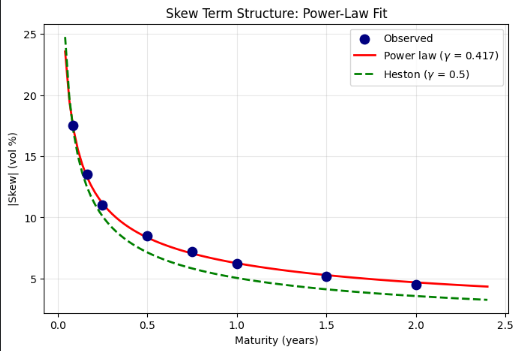 Skew Term Structure: Power-Law Fit
Observed
Power law (γ = 0.417)
Heston (γ = 0.5)
|Skew| (vol %)
25
20
15
10
5
0.0 0.5 1.0 1.5 2.0 2.5
Maturity (years)